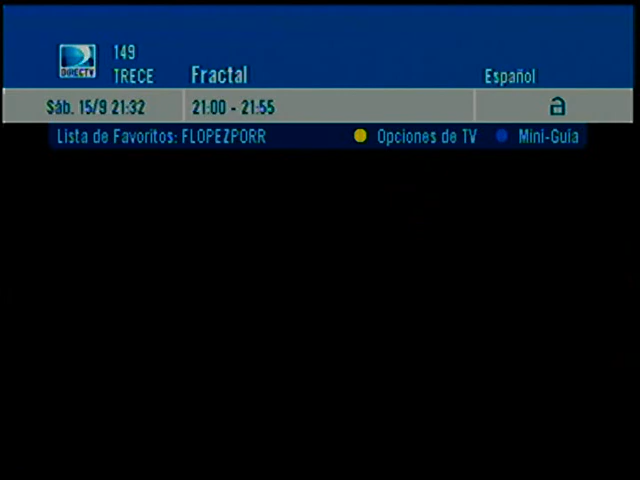 149
DIRECTV TRECE Fractal Español
Sáb. 15/9 21:32 21:00 - 21:55
Lista de Favoritos: FLOPEZPORR Opciones de TV Mini-Guía